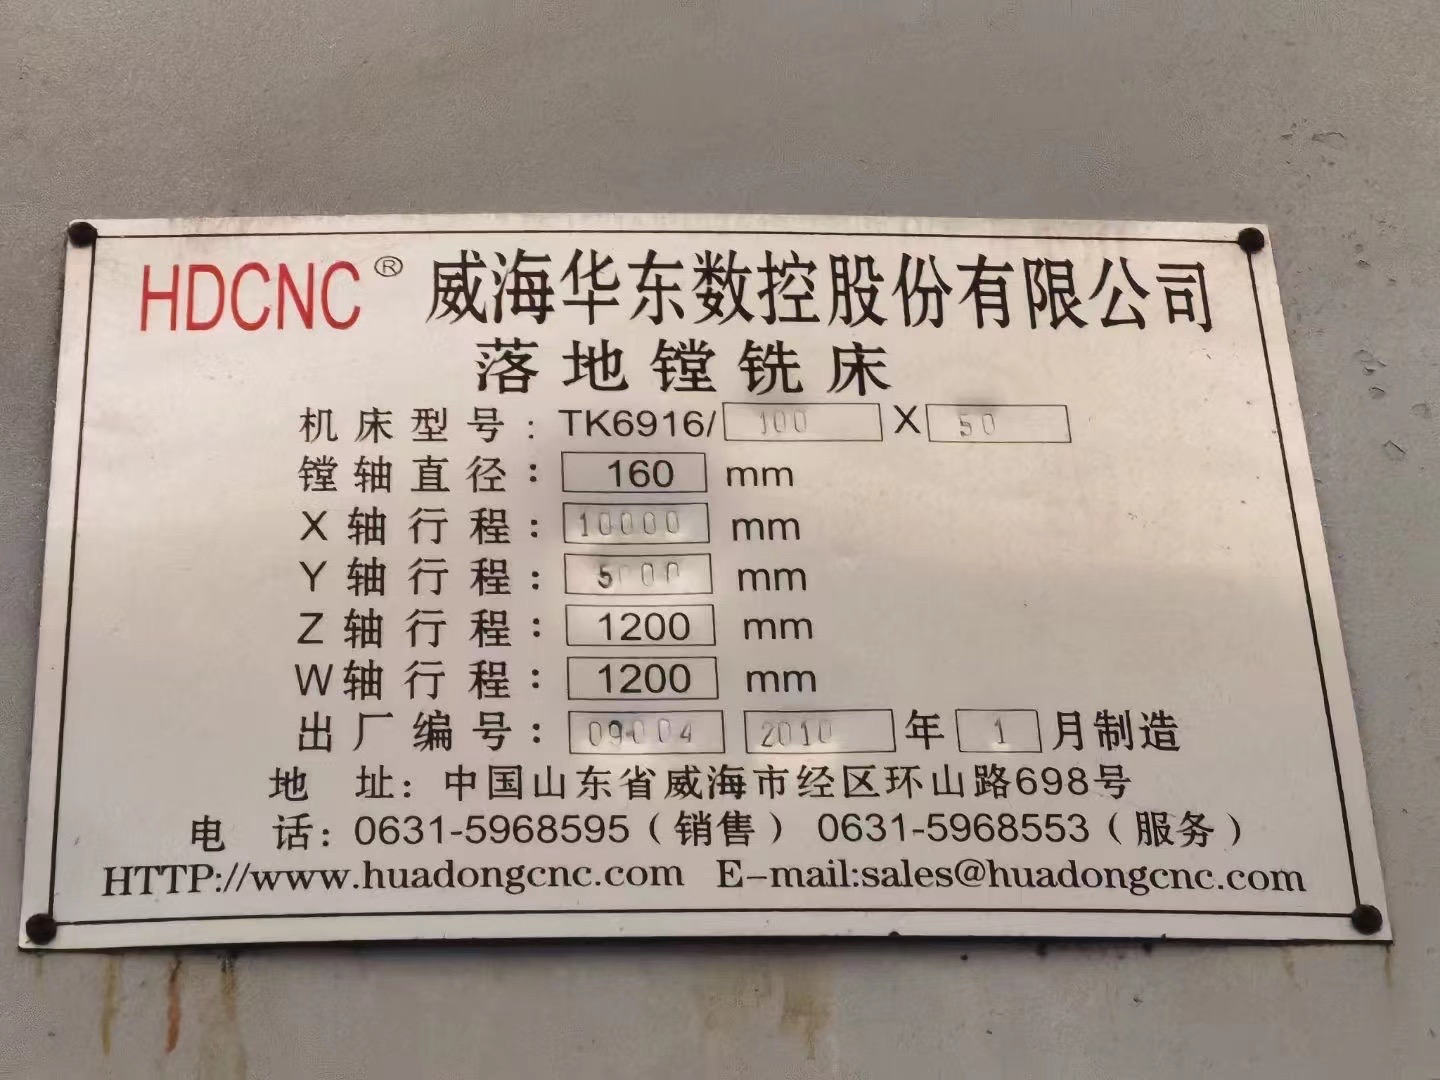 HDCNC® 威海华东数控股份有限公司
落地镗铣床
机床型号：TK6916/ 100 X 50
镗轴直径：160 mm
X轴行程：10000 mm
Y轴行程：5000 mm
Z轴行程：1200 mm
W轴行程：1200 mm
出厂编号：09004 2010 年 1 月制造
地 址：中国山东省威海市经区环山路698号
电 话：0631-5968595（销售） 0631-5968553（服务）
HTTP://www.huadongcnc.com E-mail:sales@huadongcnc.com